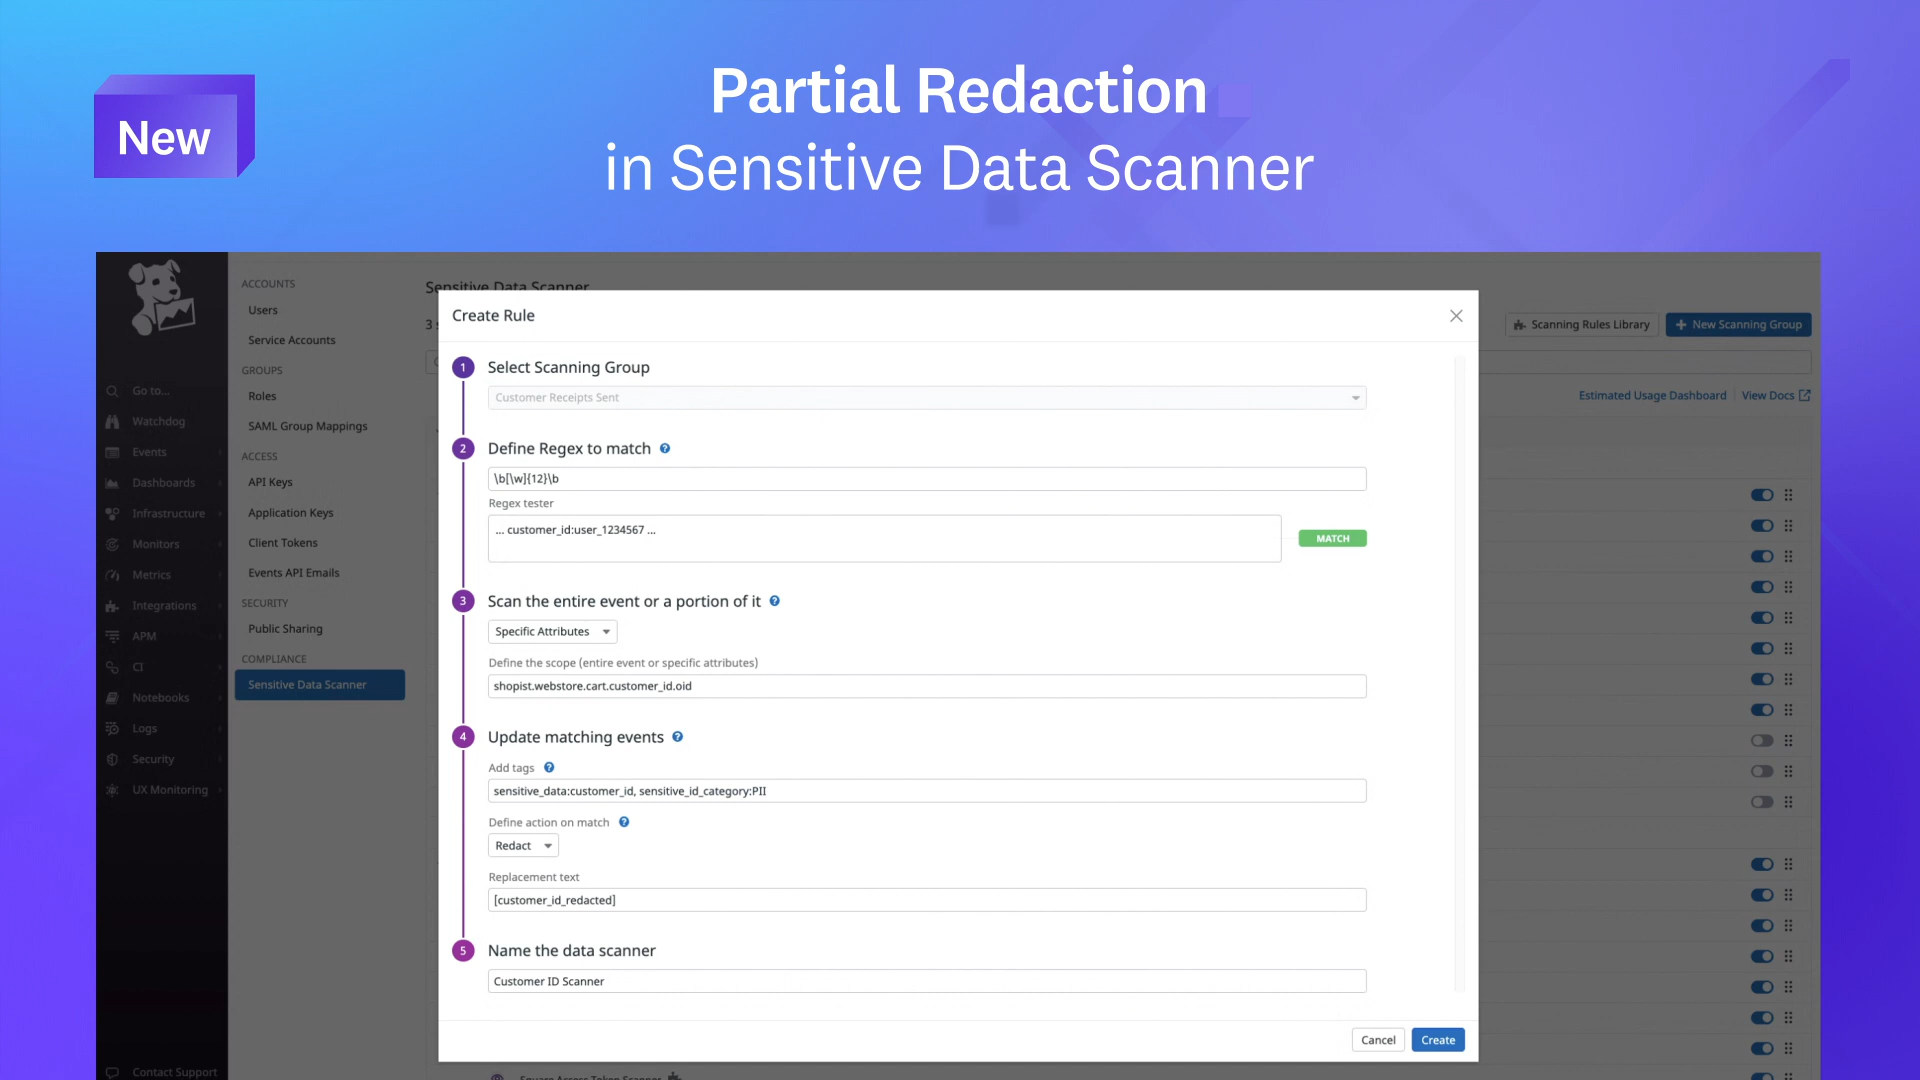 New
Partial Redaction
in Sensitive Data Scanner
Go to...
Watchdog
Events
Dashboards
Infrastructure
Monitors
Metrics
Integrations
APM
CI
Notebooks
Logs
Security
UX Monitoring
Contact Support
ACCOUNTS
Users
Service Accounts
GROUPS
Roles
SAML Group Mappings
ACCESS
API Keys
Application Keys
Client Tokens
Events API Emails
SECURITY
Public Sharing
COMPLIANCE
Sensitive Data Scanner
Sensitive Data Scanner
3
Scanning Rules Library
New Scanning Group
Estimated Usage Dashboard
View Docs
Create Rule
1 Select Scanning Group
Customer Receipts Sent
2 Define Regex to match
\b[\w]{12}\b
Regex tester
... customer_id:user_1234567 ...
MATCH
3 Scan the entire event or a portion of it
Specific Attributes
Define the scope (entire event or specific attributes)
shopist.webstore.cart.customer_id.oid
4 Update matching events
Add tags
sensitive_data:customer_id, sensitive_id_category:PII
Define action on match
Redact
Replacement text
[customer_id_redacted]
5 Name the data scanner
Customer ID Scanner
Cancel
Create
Square Access Token Scanner